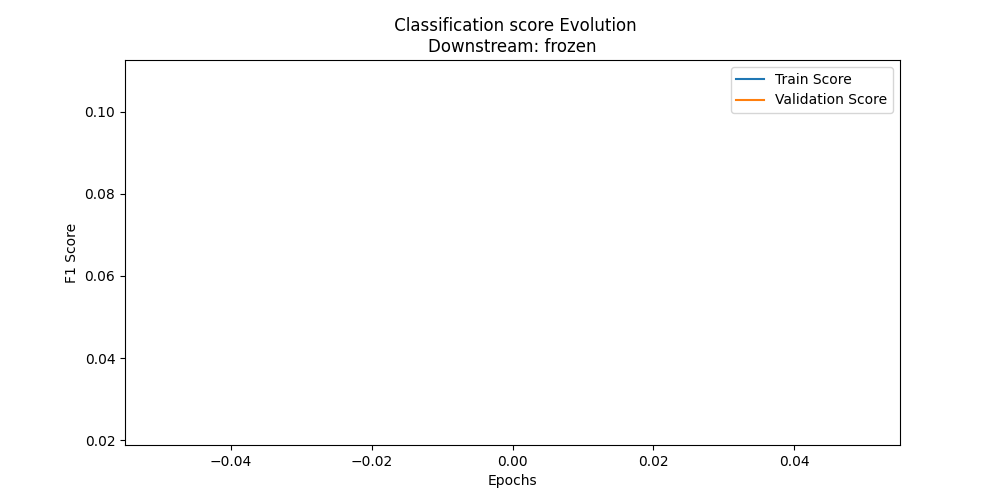 Classification score Evolution
Downstream: frozen
Train Score
Validation Score
0.10
0.08
0.06
0.04
0.02
F1 Score
−0.04
−0.02
0.00
0.02
0.04
Epochs